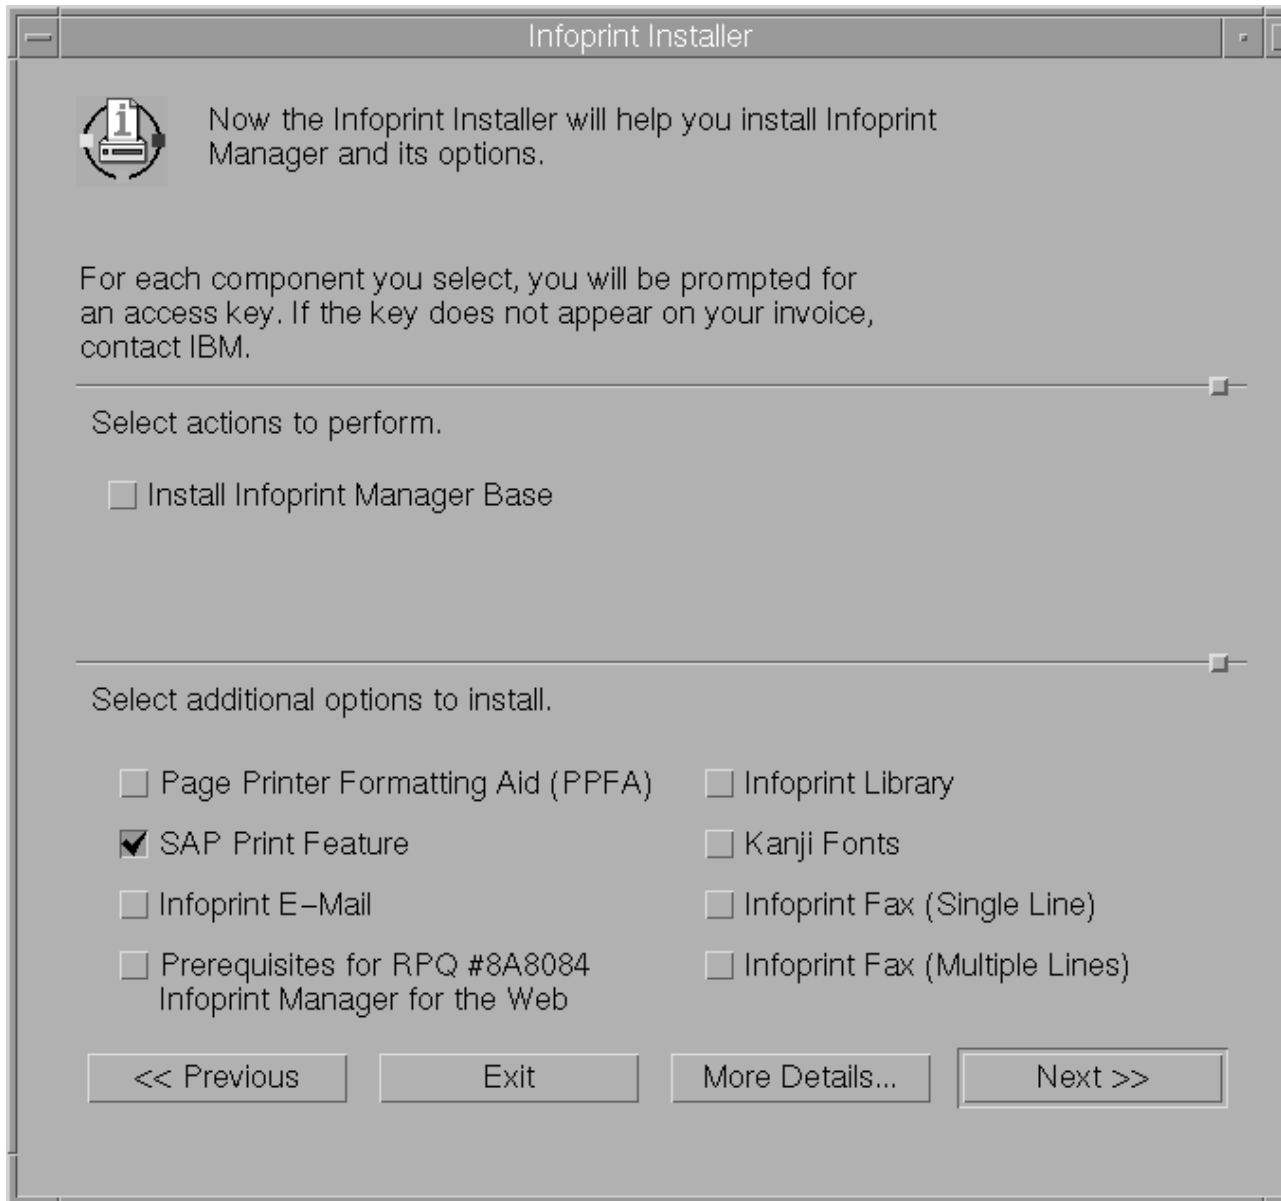 Infoprint Installer
Now the Infoprint Installer will help you install Infoprint
Manager and its options.
For each component you select, you will be prompted for
an access key. If the key does not appear on your invoice,
contact IBM.
Select actions to perform.
Install Infoprint Manager Base
Select additional options to install.
Page Printer Formatting Aid (PPFA)
Infoprint Library
SAP Print Feature
Kanji Fonts
Infoprint E-Mail
Infoprint Fax (Single Line)
Prerequisites for RPQ #8A8084
Infoprint Manager for the Web
Infoprint Fax (Multiple Lines)
<< Previous
Exit
More Details...
Next >>